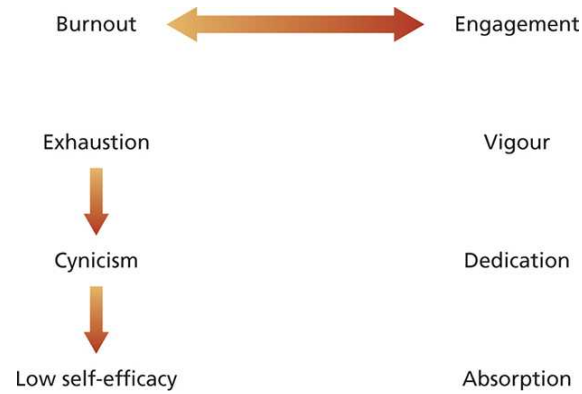 Burnout Engagement
Exhaustion Vigour
Cynicism Dedication
Low self-efficacy Absorption